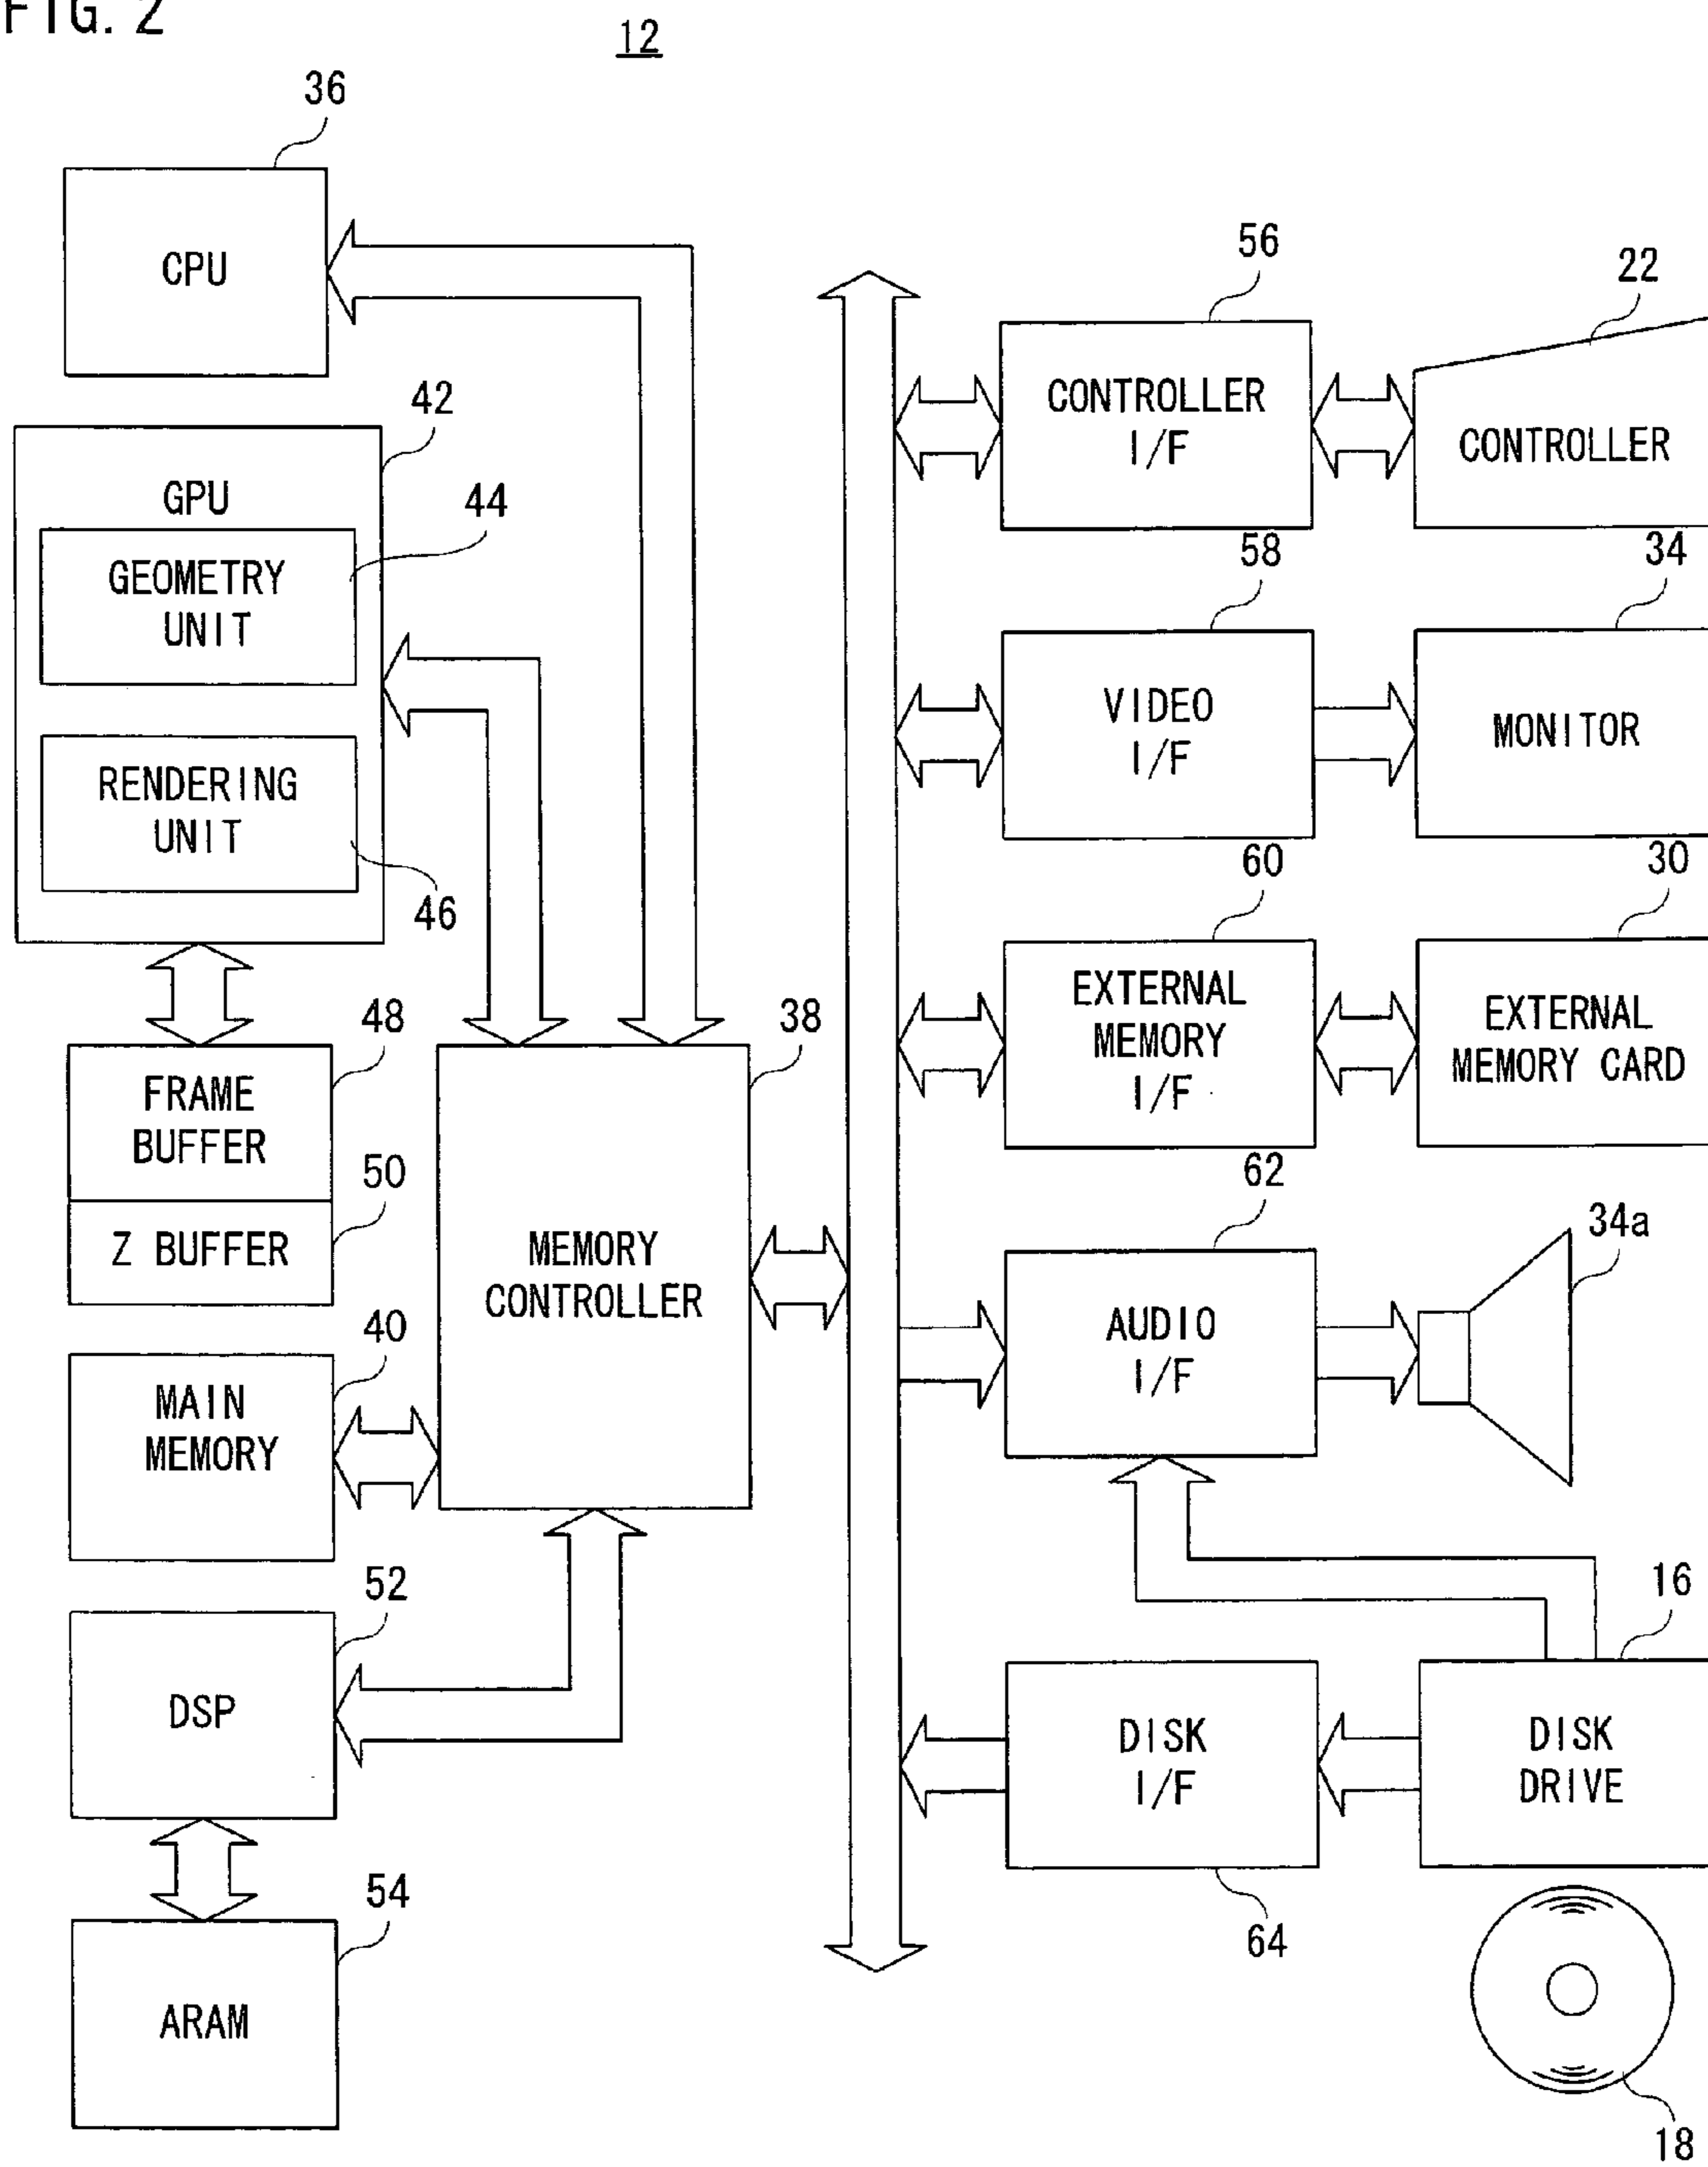 FIG. 2
12
36
CPU
42
GPU
44
GEOMETRY
UNIT
RENDERING
UNIT
46
48
FRAME
BUFFER
50
Z BUFFER
40
MAIN
MEMORY
52
DSP
54
ARAM
38
MEMORY
CONTROLLER
56
CONTROLLER
I/F
22
CONTROLLER
58
VIDEO
I/F
34
MONITOR
60
EXTERNAL
MEMORY
I/F
30
EXTERNAL
MEMORY CARD
62
AUDIO
I/F
34a
16
DISK
I/F
64
DISK
DRIVE
18